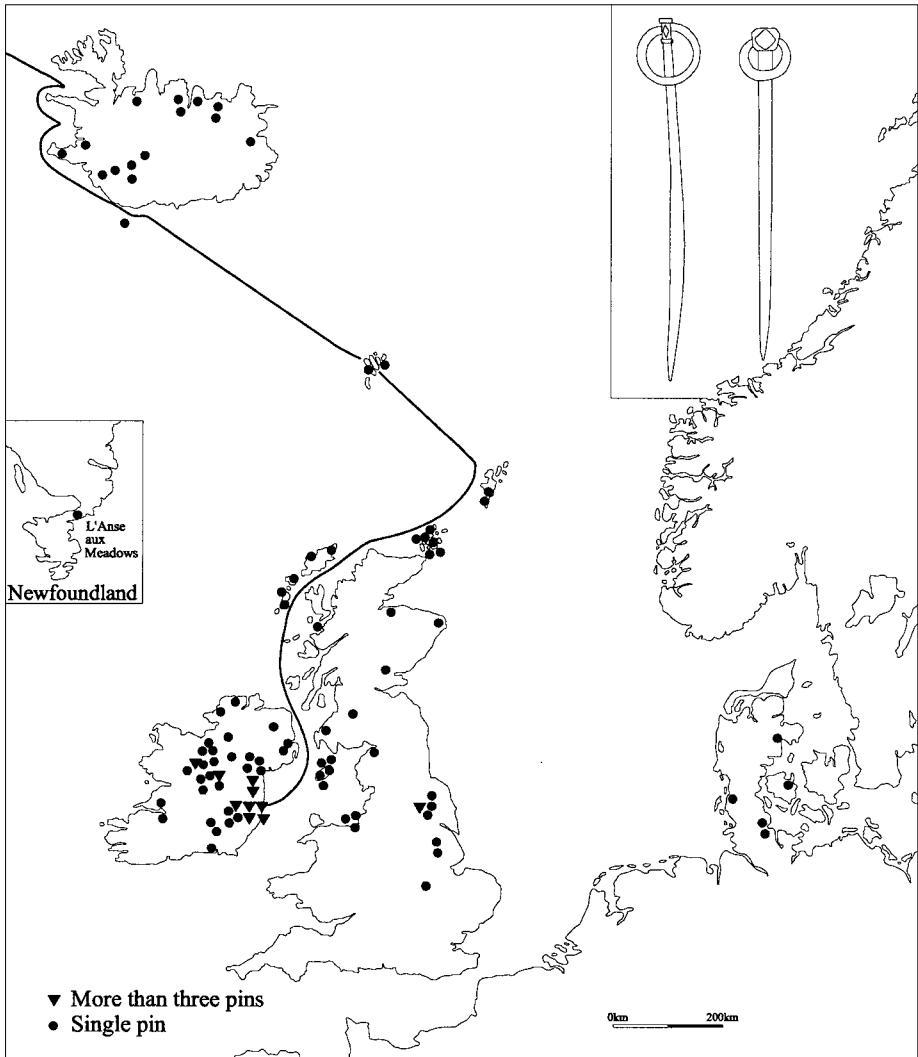 L'Anse
aux
Meadows
Newfoundland
More than three pins
Single pin
0km 200km